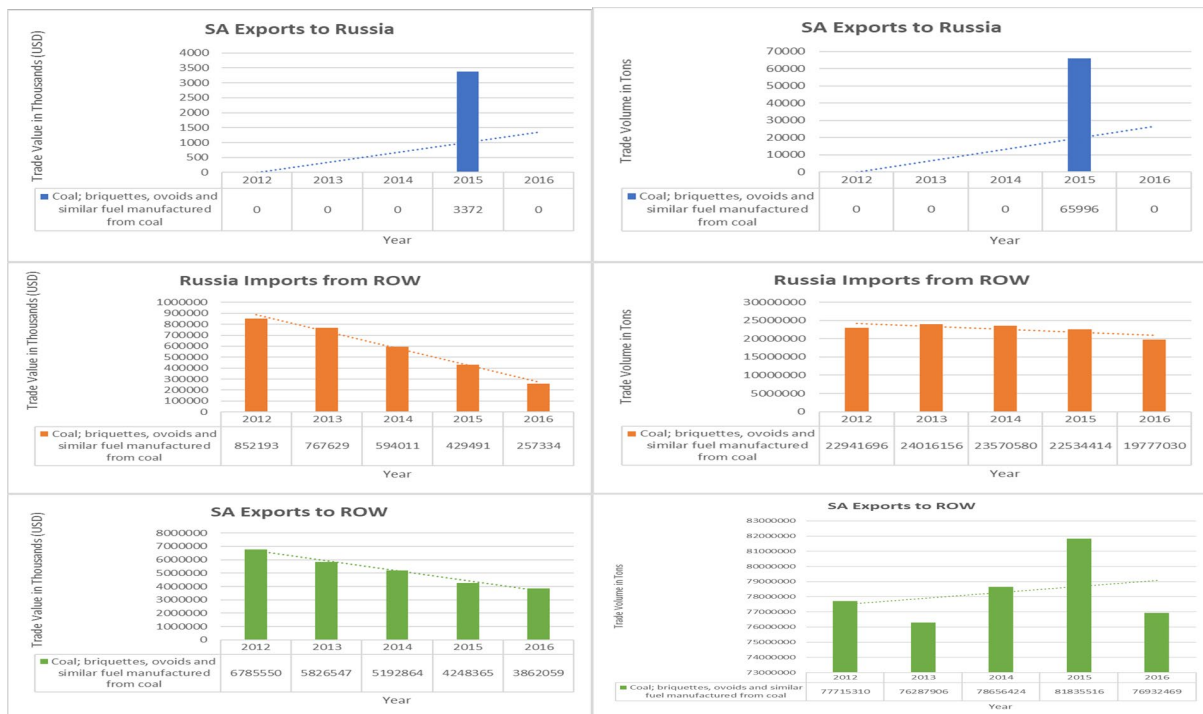 SA Exports to Russia
Trade Value in Thousands (USD)
4000
3500
3000
2500
2000
1500
1000
500
0
2012 2013 2014 2015 2016
Coal; briquettes, ovoids and
similar fuel manufactured
from coal
0 0 0 3372 0
Year
SA Exports to Russia
Trade Volume in Tons
70000
60000
50000
40000
30000
20000
10000
0
2012 2013 2014 2015 2016
Coal; briquettes, ovoids and
similar fuel manufactured
from coal
0 0 0 65996 0
Year
Russia Imports from ROW
Trade Value in Thousands (USD)
1000000
900000
800000
700000
600000
500000
400000
300000
200000
100000
0
2012 2013 2014 2015 2016
Coal; briquettes, ovoids and
similar fuel manufactured
from coal
852193 767629 594011 429491 257334
Year
Russia Imports from ROW
Trade Volume in Tons
30000000
25000000
20000000
15000000
10000000
5000000
0
2012 2013 2014 2015 2016
Coal; briquettes, ovoids and
similar fuel manufactured
from coal
22941696 24016156 23570580 22534414 19777030
Year
SA Exports to ROW
Trade Value in Thousands (USD)
8000000
7000000
6000000
5000000
4000000
3000000
2000000
1000000
0
2012 2013 2014 2015 2016
Coal; briquettes, ovoids and
similar fuel manufactured
from coal
6785550 5826547 5192864 4248365 3862059
Year
SA Exports to ROW
Trade Volume in Tons
83000000
82000000
81000000
80000000
79000000
78000000
77000000
76000000
75000000
74000000
73000000
2012 2013 2014 2015 2016
Coal; briquettes, ovoids and similar
fuel manufactured from coal
77715310 76287906 78656424 81835516 76932469
Year